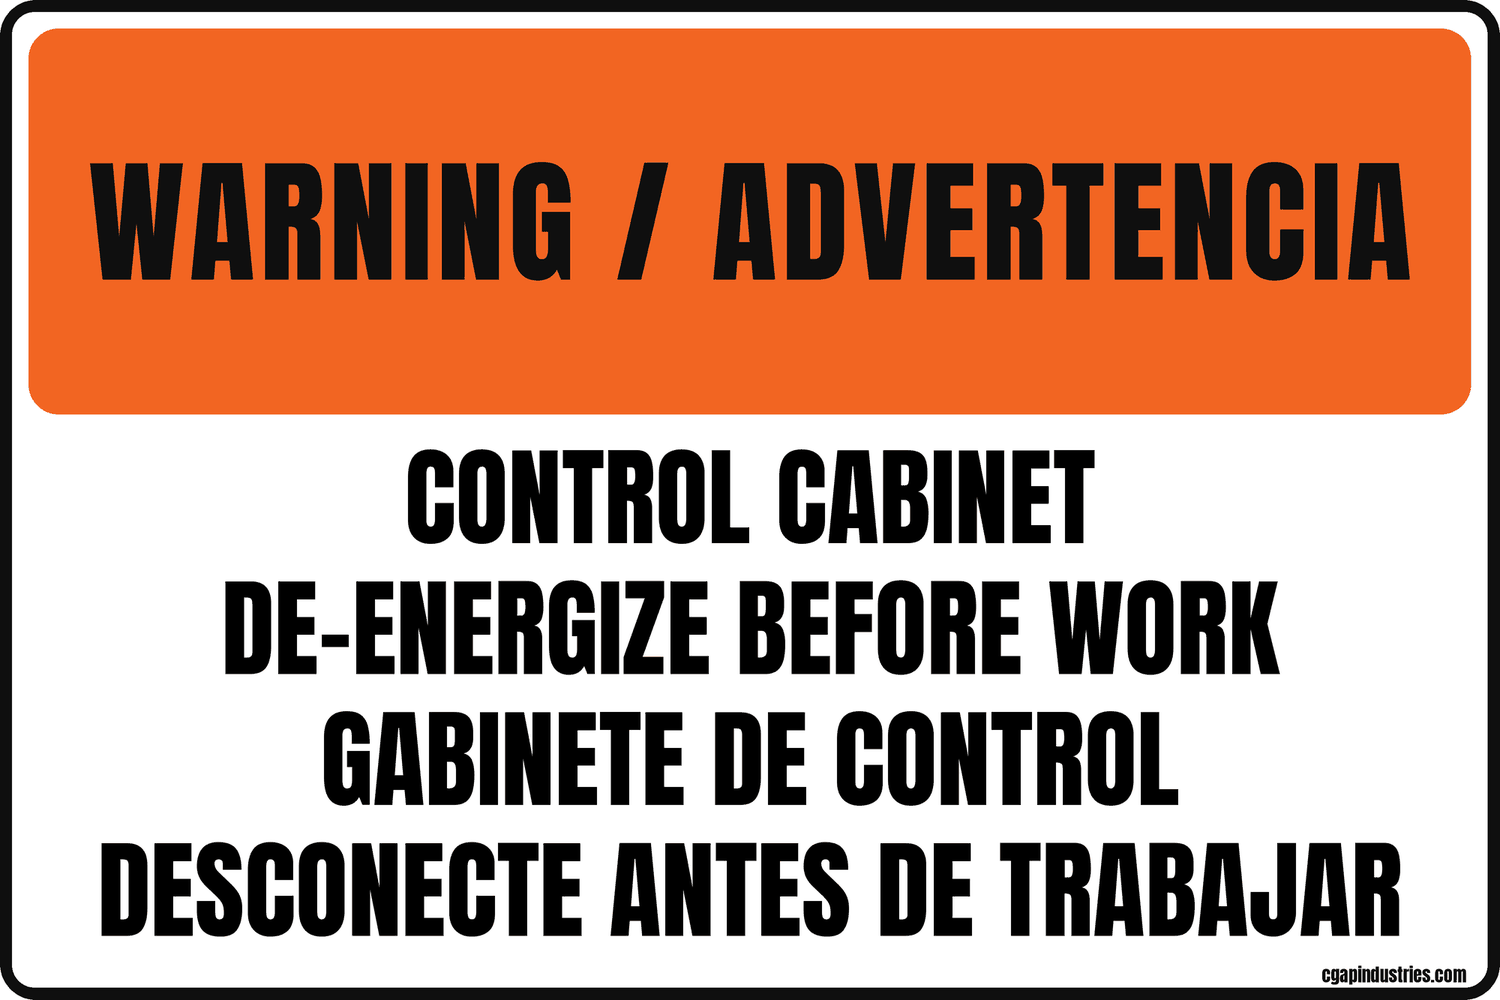 WARNING / ADVERTENCIA
CONTROL CABINET
DE-ENERGIZE BEFORE WORK
GABINETE DE CONTROL
DESCONECTE ANTES DE TRABAJAR
cgapindustries.com